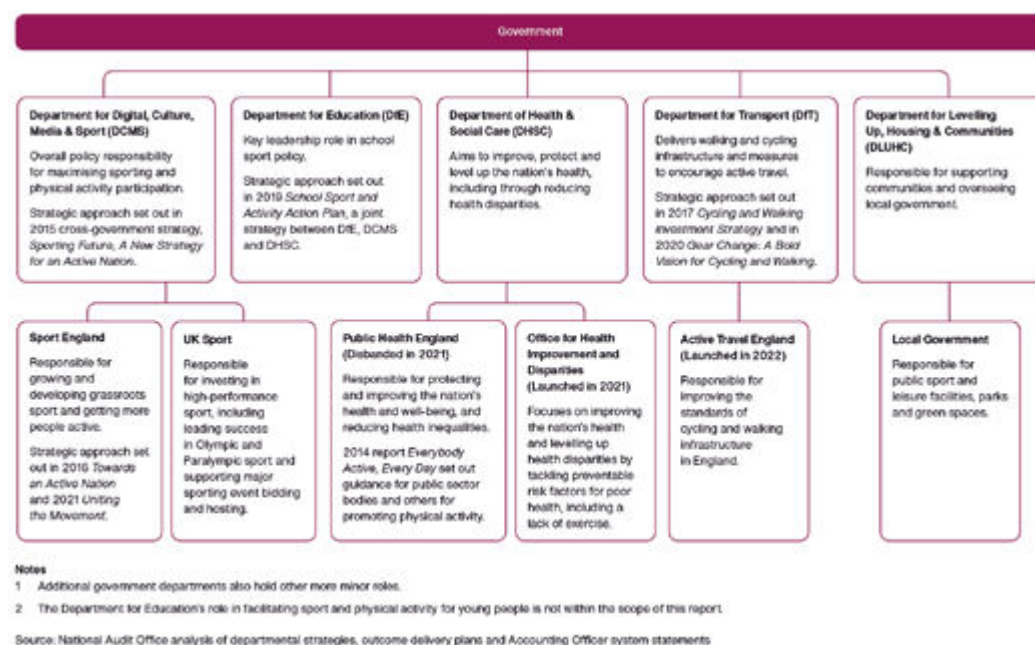 Government
Department for Digital, Culture,
Media & Sport (DCMS)
Overall policy responsibility
for maximising sporting and
physical activity participation.
Strategic approach set out in
2015 cross-government strategy,
Sporting Future, A New Strategy
for an Active Nation.
Department for Education (DfE)
Key leadership role in school
sport policy.
Strategic approach set out
in 2019 School Sport and
Activity Action Plan, a joint
strategy between DfE, DCMS
and DHSC.
Department of Health &
Social Care (DHSC)
Aims to improve, protect and
level up the nation's health,
including through reducing
health disparities.
Department for Transport (DfT)
Delivers walking and cycling
infrastructure and measures
to encourage active travel.
Strategic approach set out
in 2017 Cycling and Walking
Investment Strategy and in
2020 Gear Change: A Bold
Vision for Cycling and Walking.
Department for Levelling
Up, Housing & Communities
(DLUHC)
Responsible for supporting
communities and overseeing
local government.
Sport England
Responsible for
growing and
developing grassroots
sport and getting more
people active.
Strategic approach set
out in 2016 Towards
an Active Nation
and 2021 Uniting
the Movement.
UK Sport
Responsible
for investing in
high-performance
sport, including
leading success
in Olympic and
Paralympic sport and
supporting major
sporting event bidding
and hosting.
Public Health England
(Disbanded in 2021)
Responsible for protecting
and improving the nation's
health and well-being, and
reducing health inequalities.
2014 report Everybody
Active, Every Day set out
guidance for public sector
bodies and others for
promoting physical activity.
Office for Health
Improvement and
Disparities
(Launched in 2021)
Focuses on improving
the nation's health
and levelling up
health disparities by
tackling preventable
risk factors for poor
health, including a
lack of exercise.
Active Travel England
(Launched in 2022)
Responsible for
improving the
standards of
cycling and walking
infrastructure
in England.
Local Government
Responsible for
public sport and
leisure facilities, parks
and green spaces.
Notes
1 Additional government departments also hold other more minor roles.
2 The Department for Education's role in facilitating sport and physical activity for young people is not within the scope of this report.
Source: National Audit Office analysis of departmental strategies, outcome delivery plans and Accounting Officer system statements